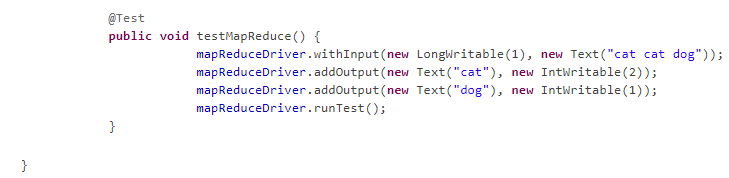 @Test
public void testMapReduce() {
mapReduceDriver.withInput(new LongWritable(1), new Text("cat cat dog"));
mapReduceDriver.addOutput(new Text("cat"), new IntWritable(2));
mapReduceDriver.addOutput(new Text("dog"), new IntWritable(1));
mapReduceDriver.runTest();
}
}